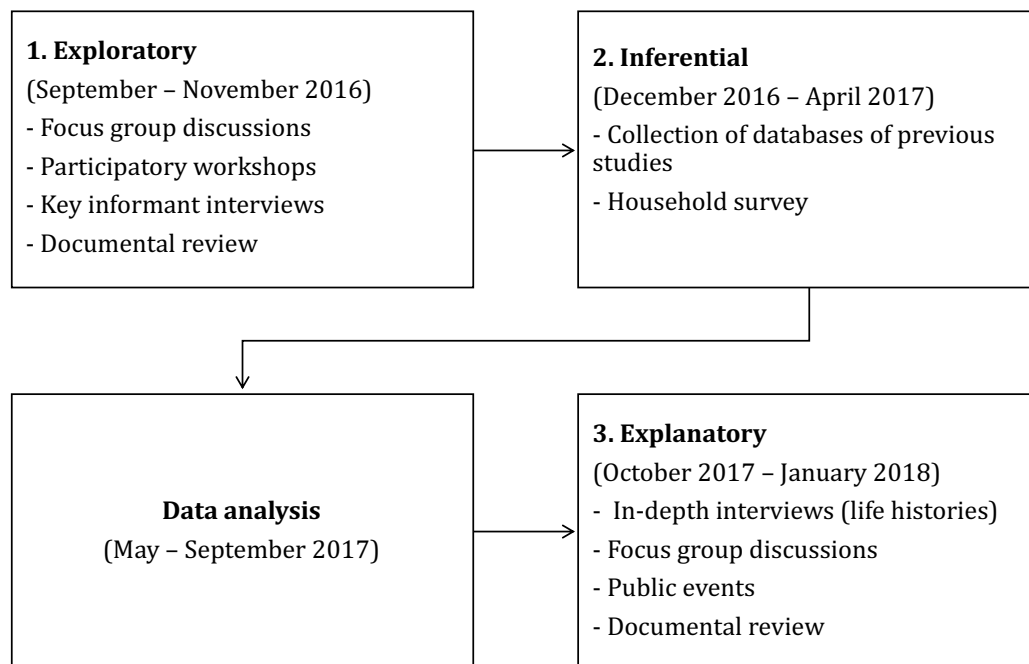 1. Exploratory
(September – November 2016)
- Focus group discussions
- Participatory workshops
- Key informant interviews
- Documental review
2. Inferential
(December 2016 – April 2017)
- Collection of databases of previous
studies
- Household survey
Data analysis
(May – September 2017)
3. Explanatory
(October 2017 – January 2018)
- In-depth interviews (life histories)
- Focus group discussions
- Public events
- Documental review